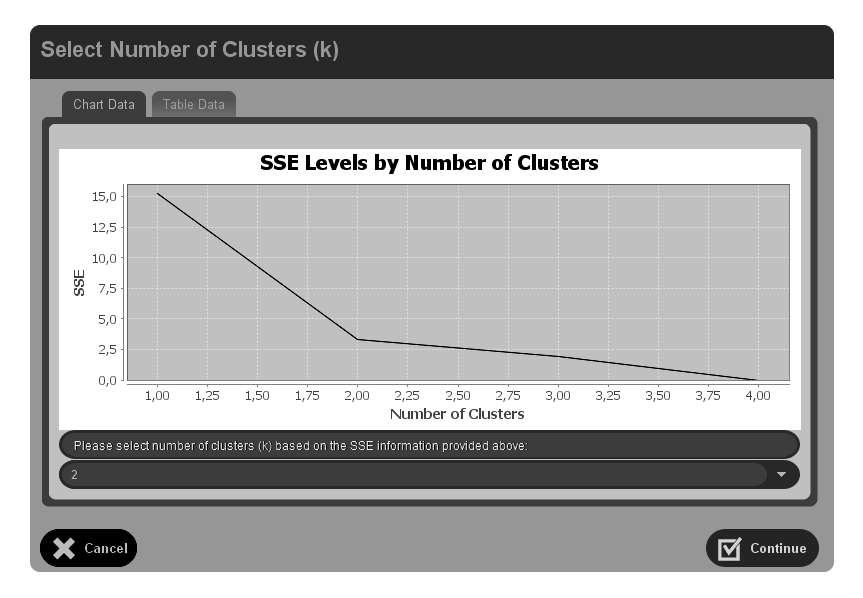 Select Number of Clusters (k)
Chart Data
Table Data
SSE Levels by Number of Clusters
SSE
15,0
12,5
10,0
7,5
5,0
2,5
0,0
1,00 1,25 1,50 1,75 2,00 2,25 2,50 2,75 3,00 3,25 3,50 3,75 4,00
Number of Clusters
Please select number of clusters (k) based on the SSE information provided above:
2
Cancel
Continue